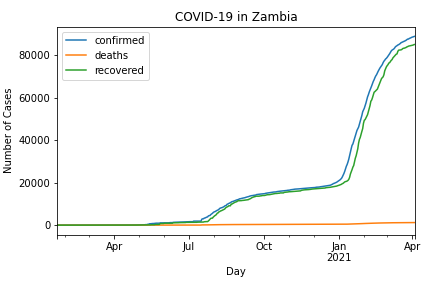 COVID-19 in Zambia
confirmed
deaths
recovered
Number of Cases
80000
60000
40000
20000
0
Apr
Jul
Oct
Jan
2021
Apr
Day